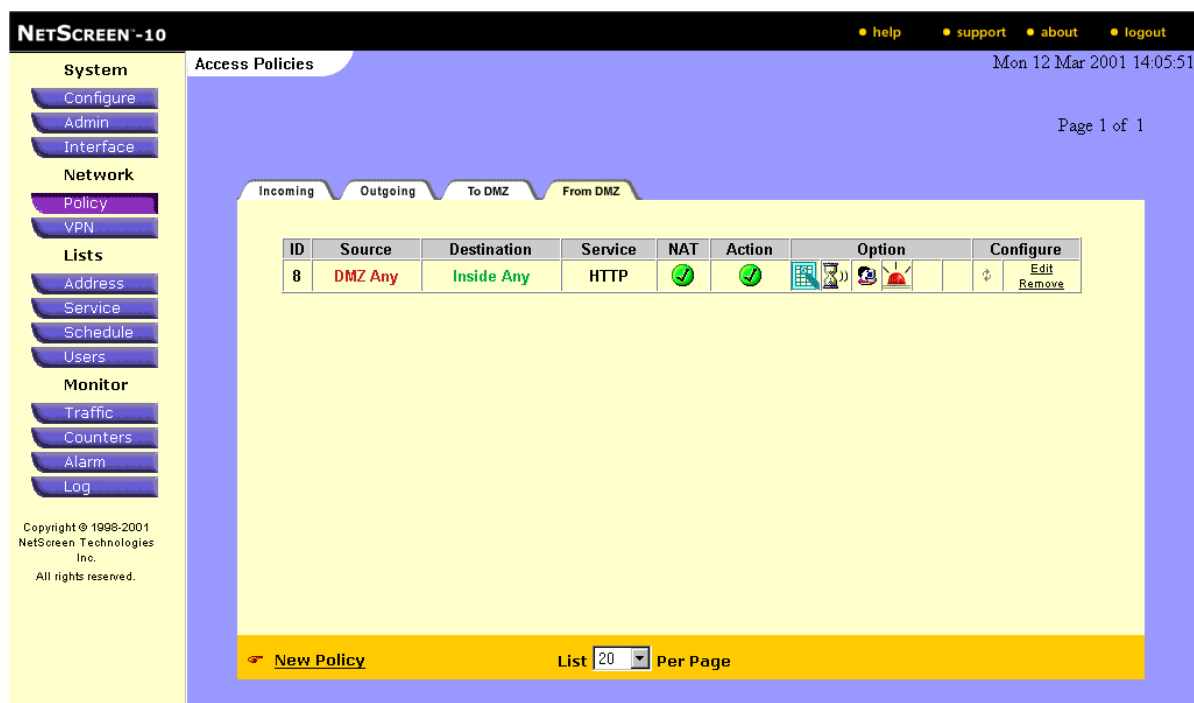 NETSCREEN™-10
help
support
about
logout
System
Configure
Admin
Interface
Network
Policy
VPN
Lists
Address
Service
Schedule
Users
Monitor
Traffic
Counters
Alarm
Log
Copyright © 1998-2001
NetScreen Technologies
Inc.
All rights reserved.
Access Policies
Mon 12 Mar 2001 14:05:51
Page 1 of 1
Incoming Outgoing To DMZ From DMZ
ID Source Destination Service NAT Action Option Configure
8 DMZ Any Inside Any HTTP Edit
Remove
New Policy List 20 Per Page